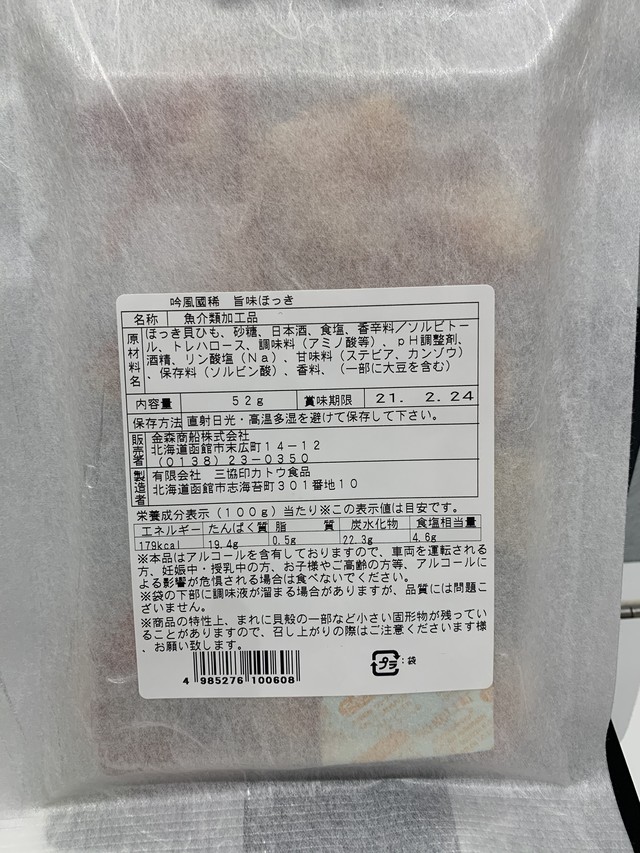 吟風國稀　旨味ほっき
名称　魚介類加工品
原材料名
ほっき貝ひも、砂糖、日本酒、食塩、香辛料／ソルビトー
ル、トレハロース、調味料（アミノ酸等）、ｐH調整剤、
酒精、リン酸塩（Ｎａ）、甘味料（ステビア、カンゾウ）
、保存料（ソルビン酸）、香料、（一部に大豆を含む）
内容量　５２ｇ　賞味期限　21. 2.24
保存方法 直射日光・高温多湿を避けて保存して下さい。
販売者
金森商船株式会社
北海道函館市末広町１４－１２
（０１３８）２３－０３５０
製造者
有限会社　三協印カトウ食品
北海道函館市志海苔町３０１番地１０
栄養成分表示（１００ｇ）当たり※この表示値は目安です。
エネルギー　たんぱく質　脂　質　炭水化物　食塩相当量
179kcal　19.4g　0.5g　22.3g　4.6g
※本品はアルコールを含有しておりますので、車両を運転される
方、妊娠中・授乳中の方、お子様やご高齢の方等、アルコールに
よる影響が危惧される場合は食べないでください。
※袋の下部に調味液が溜まる場合がありますが、品質には問題ご
ざいません。
※商品の特性上、まれに貝殻の一部など小さい固形物が残ってい
ることがありますので、召し上がりの際はご注意くださいます様
、お願い致します。
プラ：袋
4 985276 100608